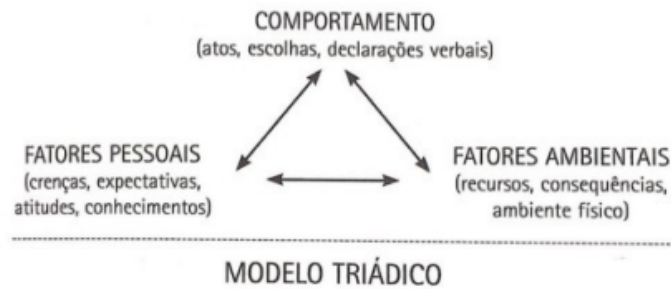 COMPORTAMENTO
(atos, escolhas, declarações verbais)
FATORES PESSOAIS
(crenças, expectativas,
atitudes, conhecimentos)
FATORES AMBIENTAIS
(recursos, consequências,
ambiente físico)
MODELO TRIÁDICO